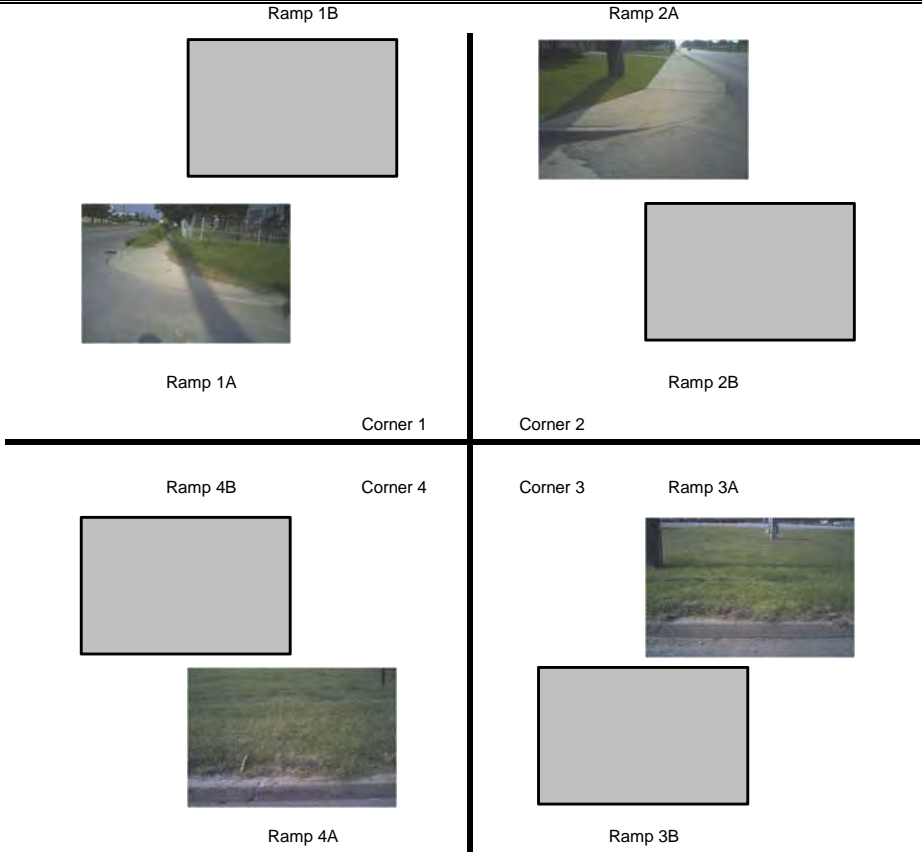 Ramp 1B Ramp 2A
Ramp 1A Ramp 2B
Corner 1 Corner 2
Ramp 4B Corner 4 Corner 3 Ramp 3A
Ramp 4A Ramp 3B